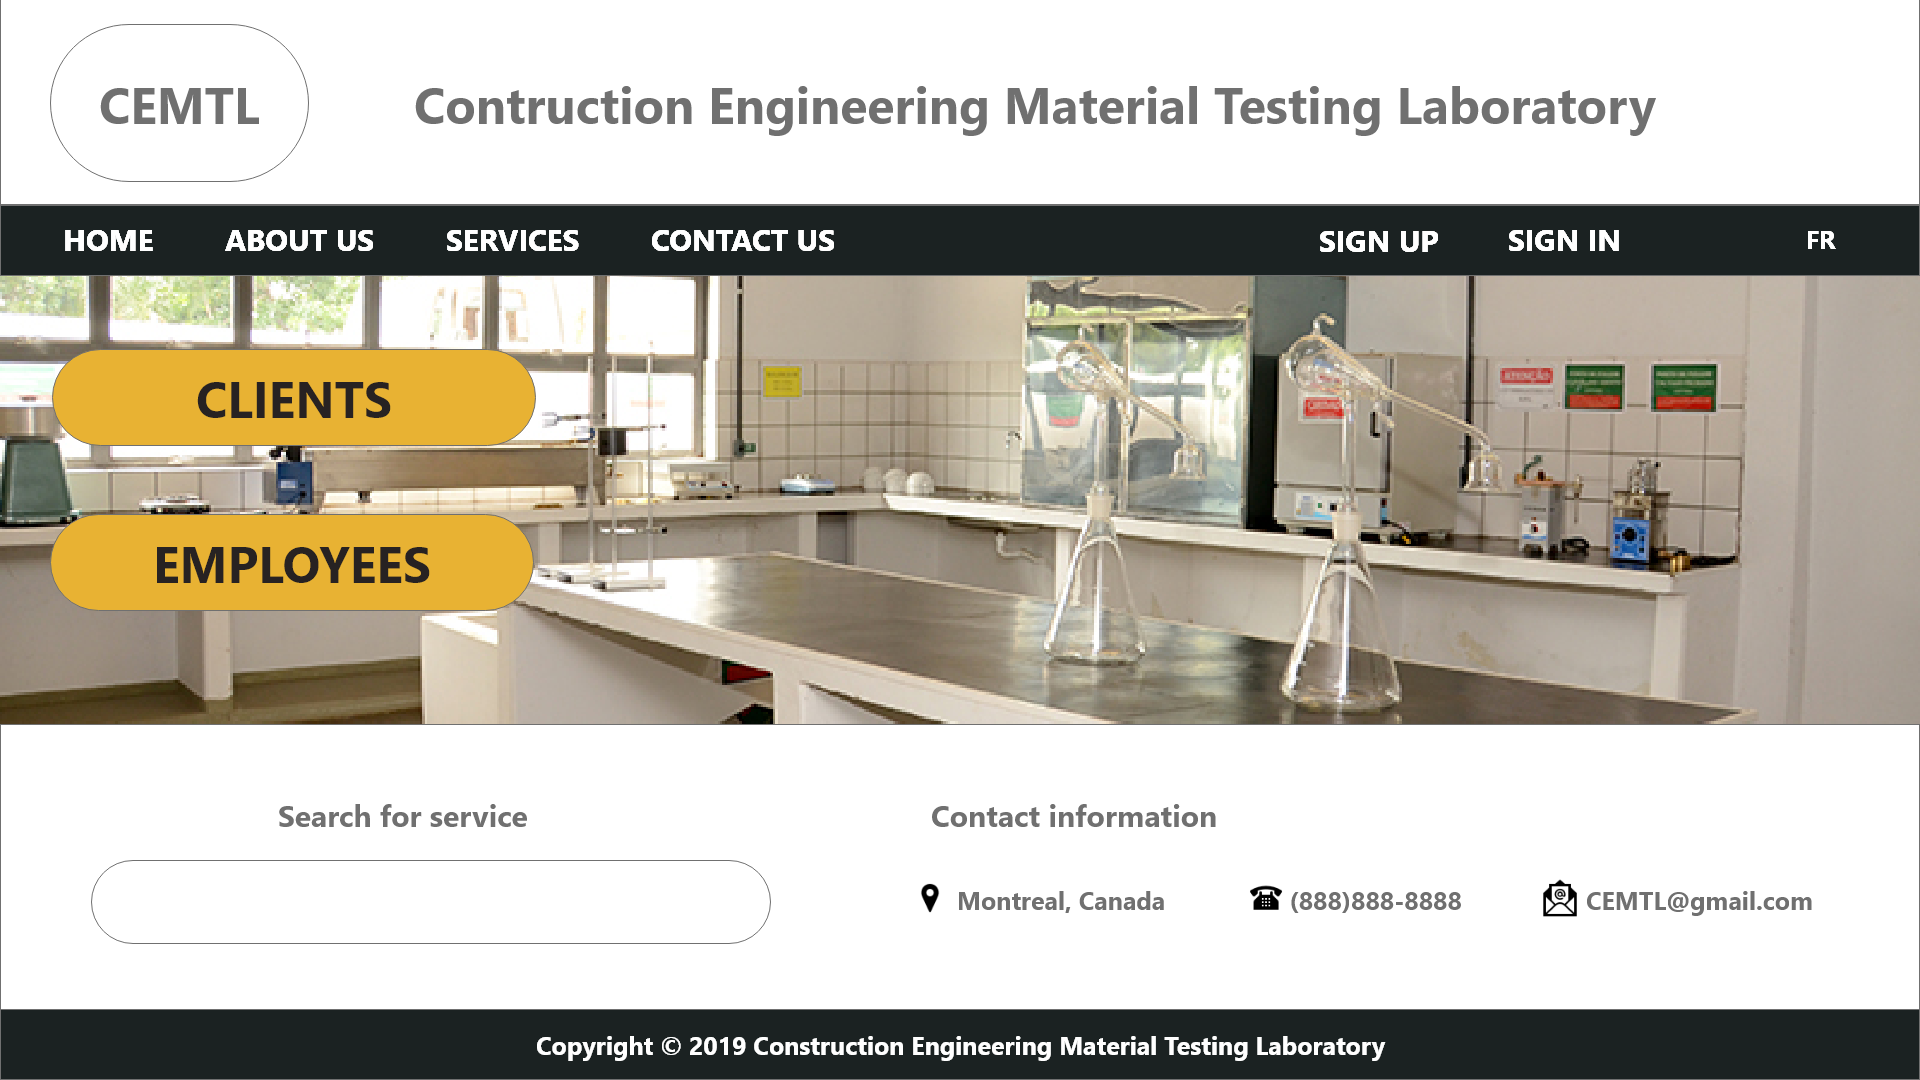 CEMTL
Contruction Engineering Material Testing Laboratory
HOME ABOUT US SERVICES CONTACT US SIGN UP SIGN IN FR
CLIENTS
ATENÇÃO
EMPLOYEES
Search for service
Contact information
Montreal, Canada (888)888-8888 CEMTL@gmail.com
Copyright © 2019 Construction Engineering Material Testing Laboratory